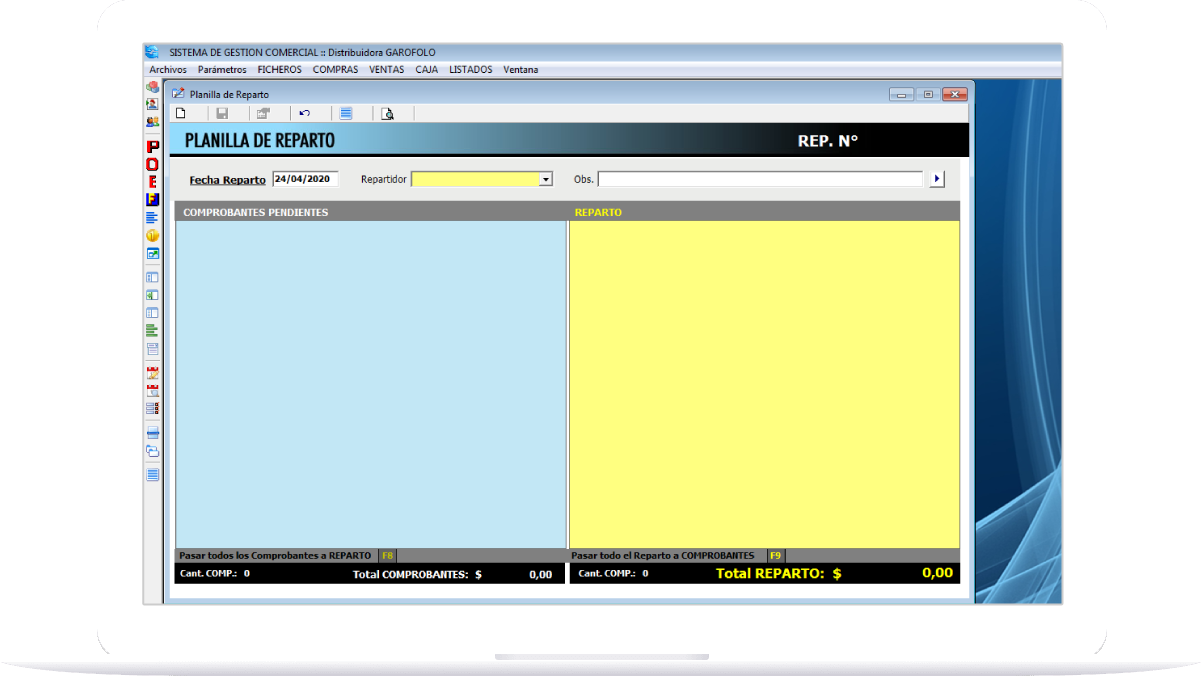 SISTEMA DE GESTION COMERCIAL :: Distribuidora GAROFOLO
Archivos Parámetros FICHEROS COMPRAS VENTAS CAJA LISTADOS Ventana
Planilla de Reparto
PLANILLA DE REPARTO REP. Nº
Fecha Reparto 24/04/2020 Repartidor Obs.
COMPROBANTES PENDIENTES REPARTO
P
O
E
F
Pasar todos los Comprobantes a REPARTO F8 Pasar todo el Reparto a COMPROBANTES F9
Cant. COMP.: 0 Total COMPROBANTES: $ 0,00 Cant. COMP.: 0 Total REPARTO: $ 0,00